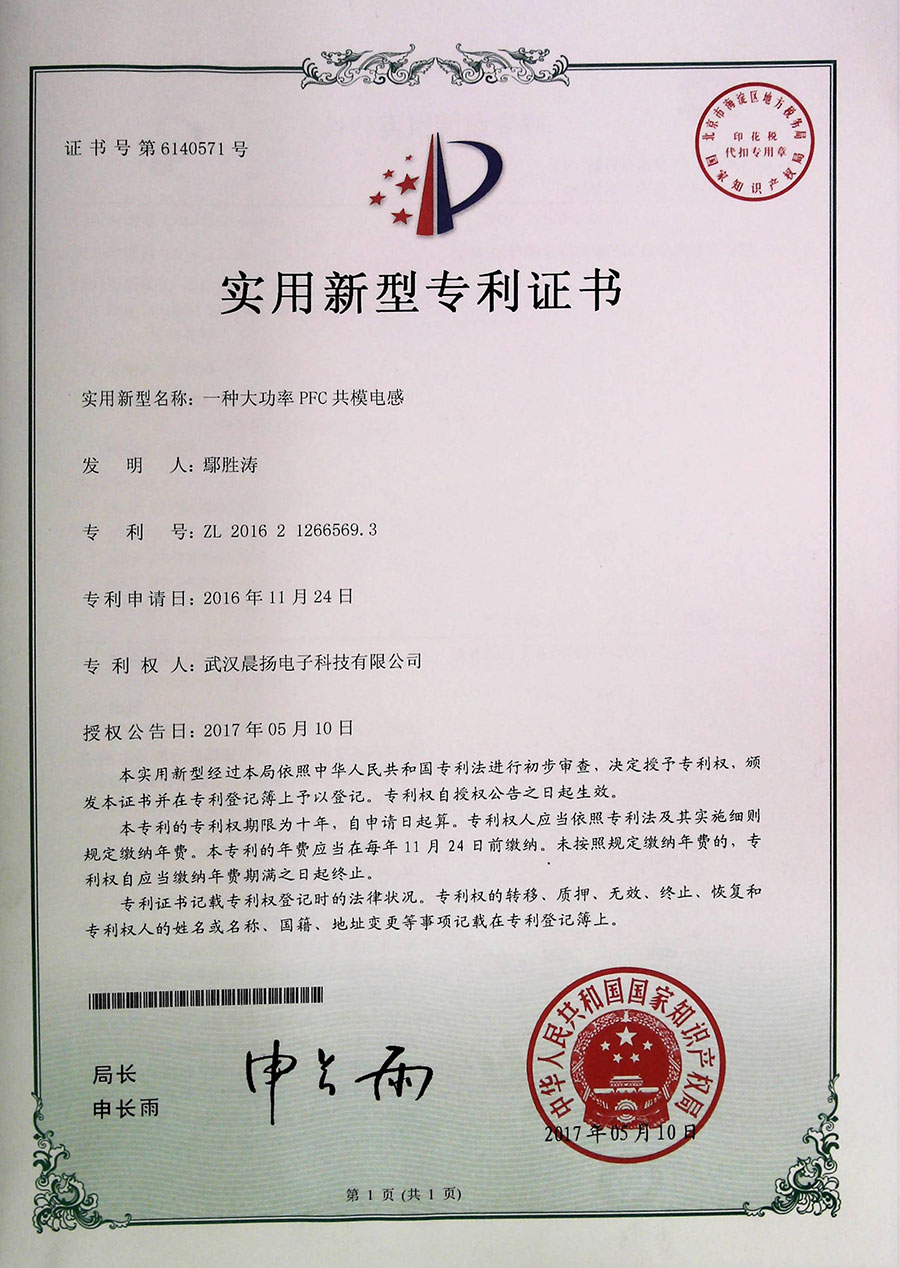 证书号第6140571号
北京市海淀区地方税务局
印花税
代扣专用章
国家知识产权局
实用新型专利证书
实用新型名称：一种大功率PFC共模电感
发明人：鄢胜涛
专利号：ZL 2016 2 1266569.3
专利申请日：2016年11月24日
专利权人：武汉晨扬电子科技有限公司
授权公告日：2017年05月10日
本实用新型经过本局依照中华人民共和国专利法进行初步审查，决定授予专利权，颁
发本证书并在专利登记簿上予以登记。专利权自授权公告之日起生效。
本专利的专利权期限为十年，自申请日起算。专利权人应当依照专利法及其实施细则
规定缴纳年费。本专利的年费应当在每年11月24日前缴纳。未按照规定缴纳年费的，专
利权自应当缴纳年费期满之日起终止。
专利证书记载专利权登记时的法律状况。专利权的转移、质押、无效、终止、恢复和
专利权人的姓名或名称、国籍、地址变更等事项记载在专利登记簿上。
局长
申长雨
申长雨
中华人民共和国国家知识产权局
2017年05月10日
第1页(共1页)